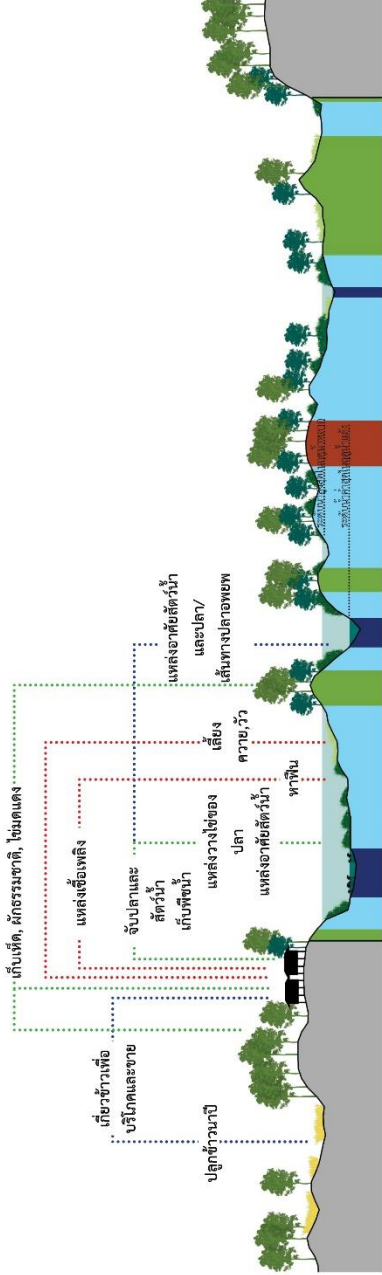 เก็บเห็ด, ผักธรรมชาติ, ไข่มดแดง
แหล่งเชื้อเพลิง
เกี่ยวข้าวเพื่อ
บริโภคและขาย
จับปลาและ
สัตว์น้ำ
เก็บพืชน้ำ
แหล่งอาศัยสัตว์น้ำ
และปลา/
เส้นทางปลาอพยพ
ปลูกข้าวนาปี
แหล่งวางไข่ของ
ปลา
แหล่งอาศัยสัตว์น้ำ
เลี้ยง
ควาย,วัว
หาฟืน